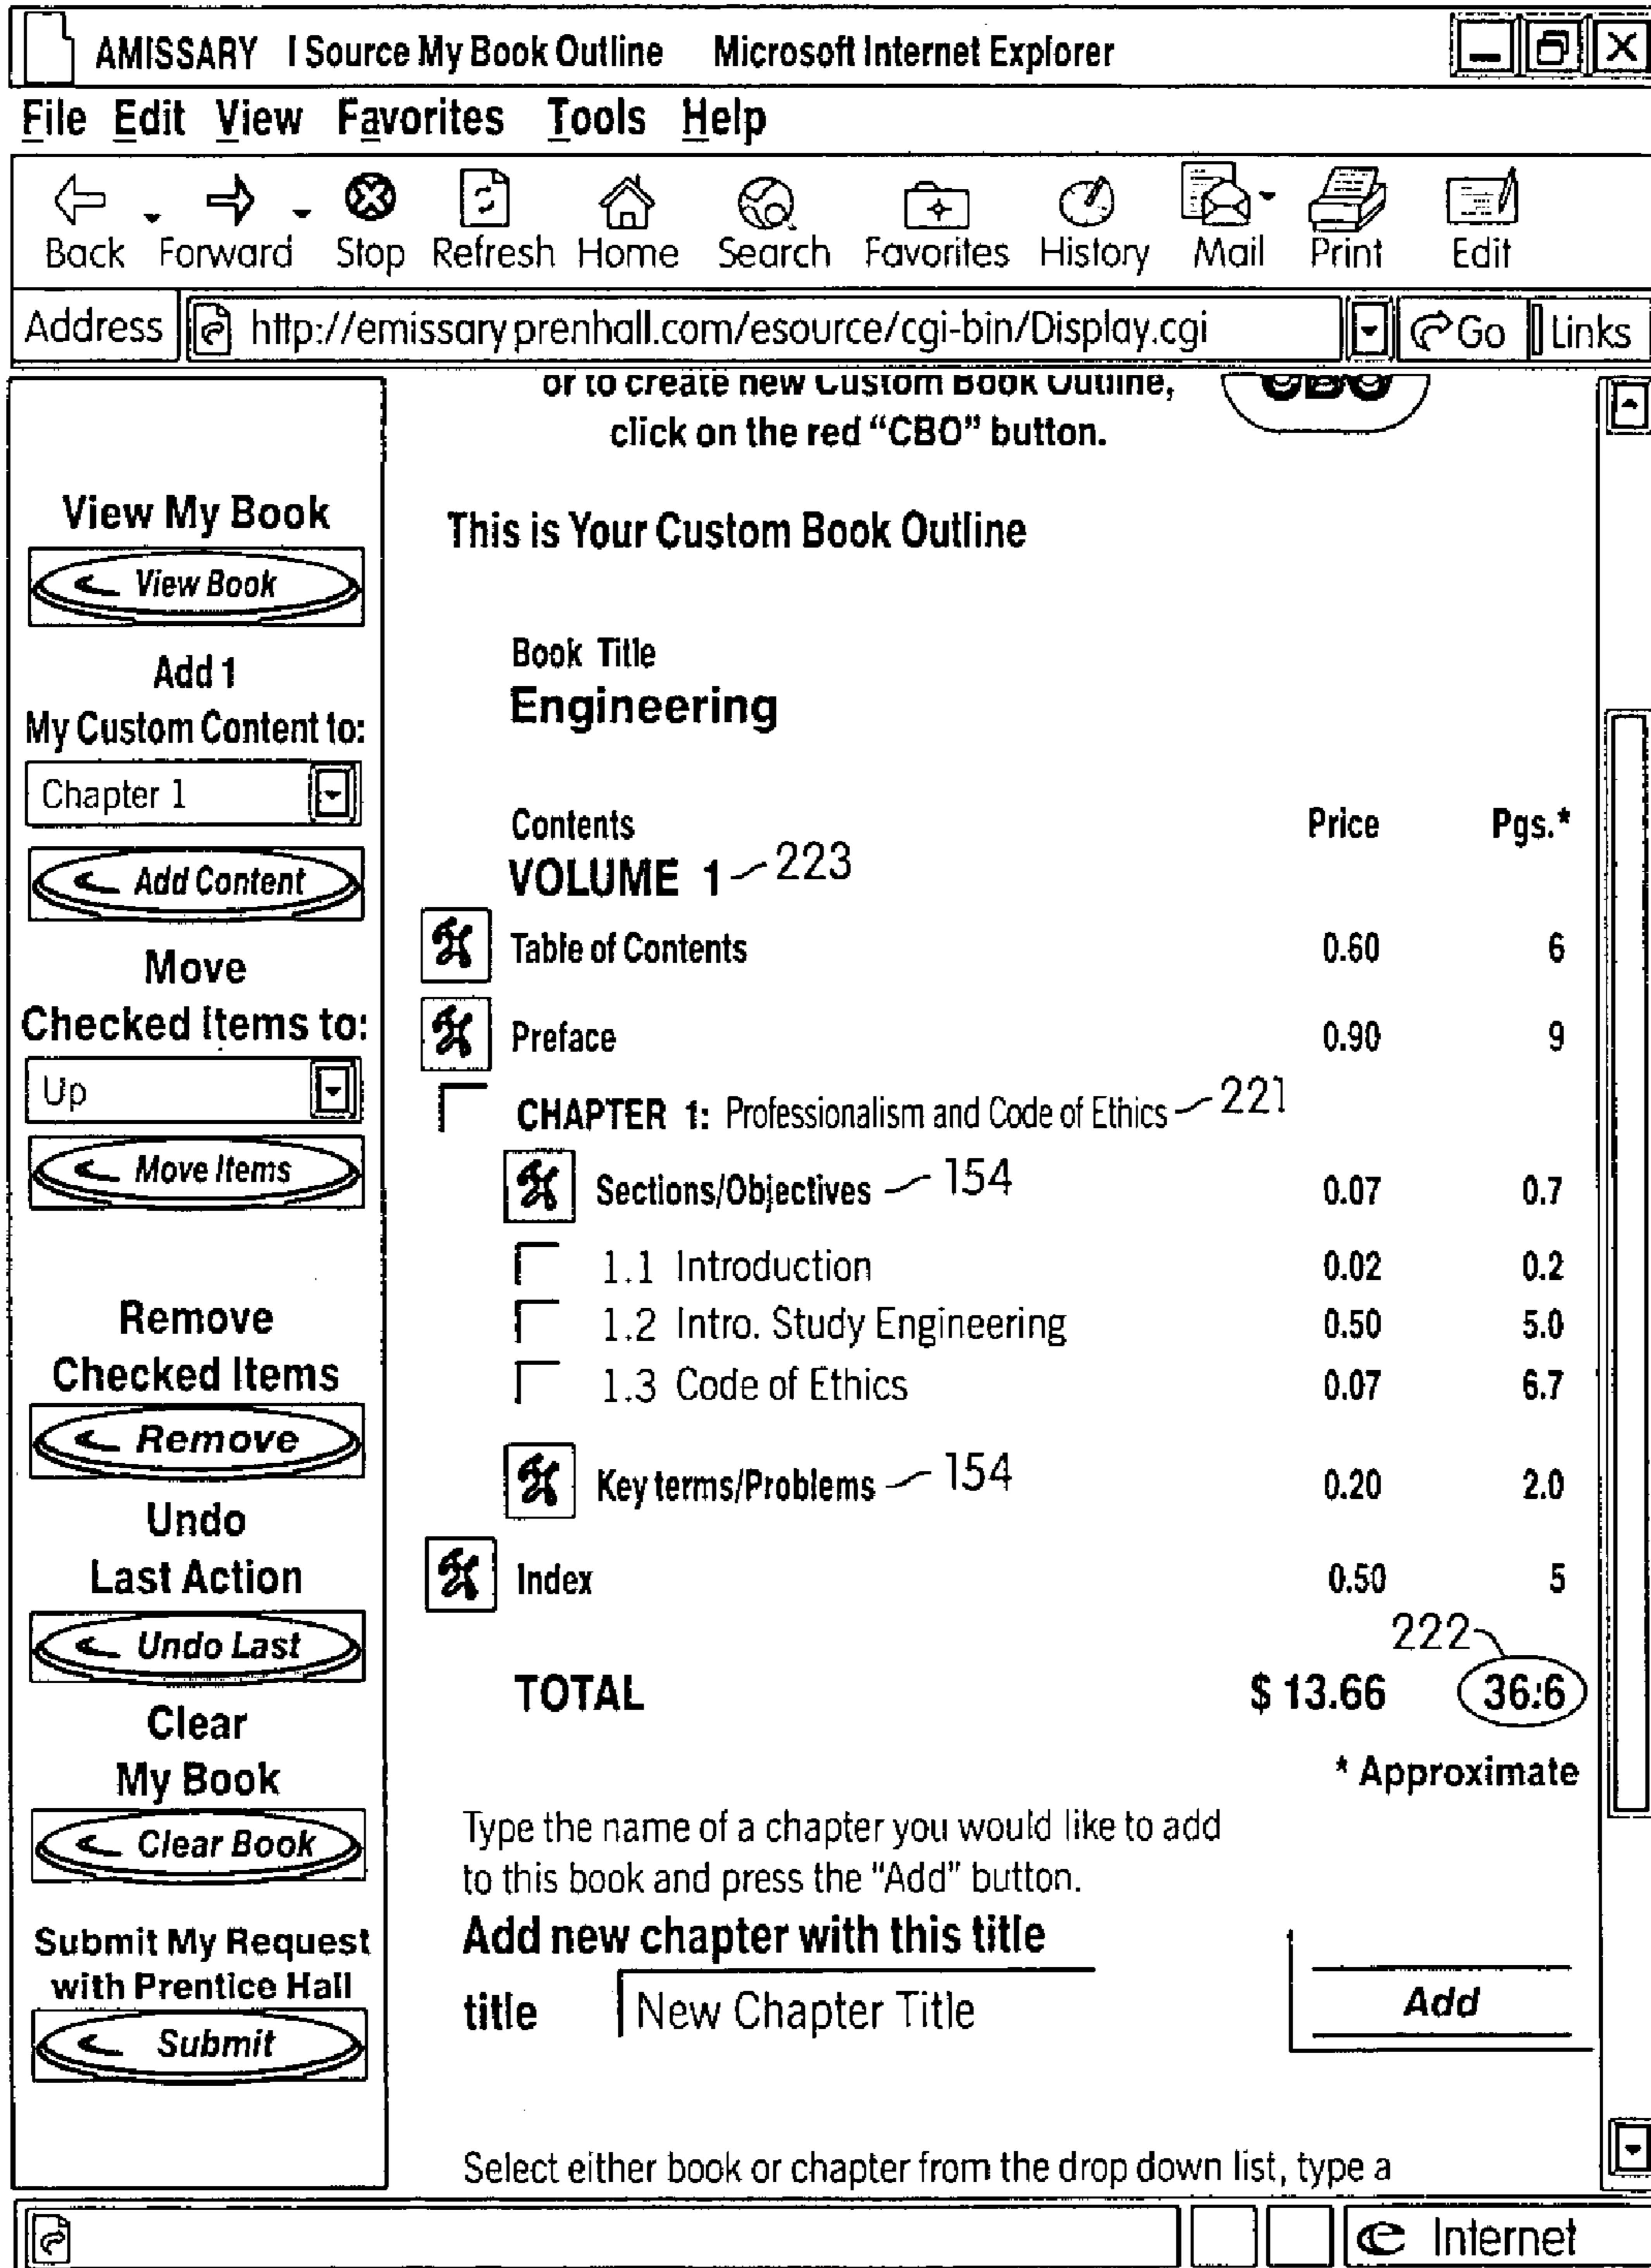 AMISSARY I Source My Book Outline Microsoft Internet Explorer
File Edit View Favorites Tools Help
Back Forward Stop Refresh Home Search Favorites History Mail Print Edit
Address http://emissary prenhall.com/esource/cgi-bin/Display.cgi Go Links
or to create new Custom Book Outline, CBO
click on the red “CBO” button.
View My Book
View Book
Add 1
My Custom Content to:
Chapter 1
Add Content
Move
Checked Items to:
Up
Move Items
Remove
Checked Items
Remove
Undo
Last Action
Undo Last
Clear
My Book
Clear Book
Submit My Request
with Prentice Hall
Submit
This is Your Custom Book Outline
Book Title
Engineering
Contents Price Pgs.*
VOLUME 1 223
Table of Contents 0.60 6
Preface 0.90 9
CHAPTER 1: Professionalism and Code of Ethics 221
Sections/Objectives 154 0.07 0.7
1.1 Introduction 0.02 0.2
1.2 Intro. Study Engineering 0.50 5.0
1.3 Code of Ethics 0.07 6.7
Key terms/Problems 154 0.20 2.0
Index 0.50 5
222
TOTAL $ 13.66 36:6
* Approximate
Type the name of a chapter you would like to add
to this book and press the “Add” button.
Add new chapter with this title
title New Chapter Title Add
Select either book or chapter from the drop down list, type a
Internet